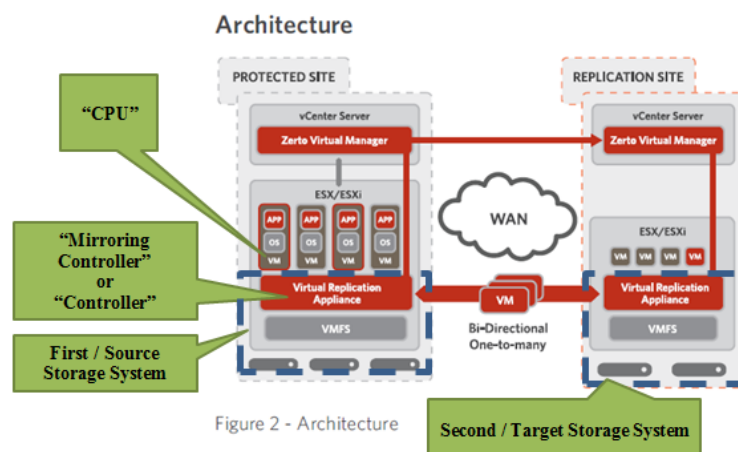 Architecture
PROTECTED SITE
REPLICATION SITE
“CPU”
vCenter Server
Zerto Virtual Manager
vCenter Server
Zerto Virtual Manager
ESX/ESXi
APP APP APP APP
OS OS OS OS
VM VM VM VM
WAN
ESX/ESXi
VM VM VM VM
“Mirroring
Controller”
or
“Controller”
Virtual Replication
Appliance
VMFS
VM
Bi-Directional
One-to-many
Virtual Replication
Appliance
VMFS
First / Source
Storage System
Second / Target Storage System
Figure 2 - Architecture